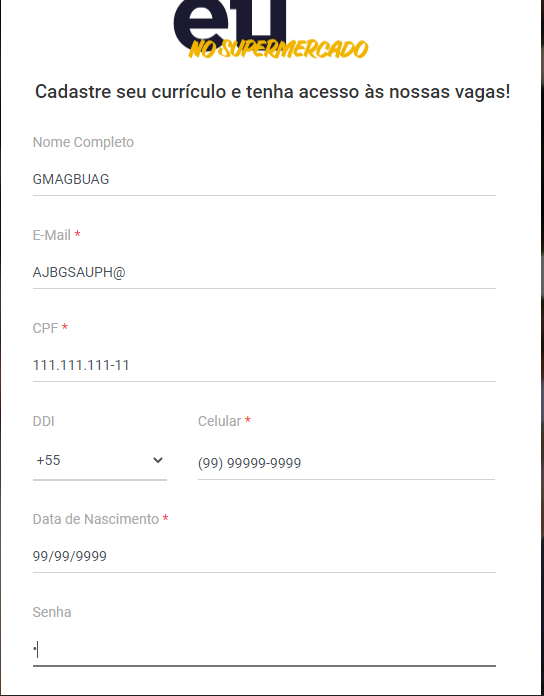 eu
NO SUPERMERCADO
Cadastre seu currículo e tenha acesso às nossas vagas!
Nome Completo
GMAGBUAG
E-Mail *
AJBGSAUPH@
CPF *
111.111.111-11
DDI
Celular *
+55
(99) 99999-9999
Data de Nascimento *
99/99/9999
Senha
•